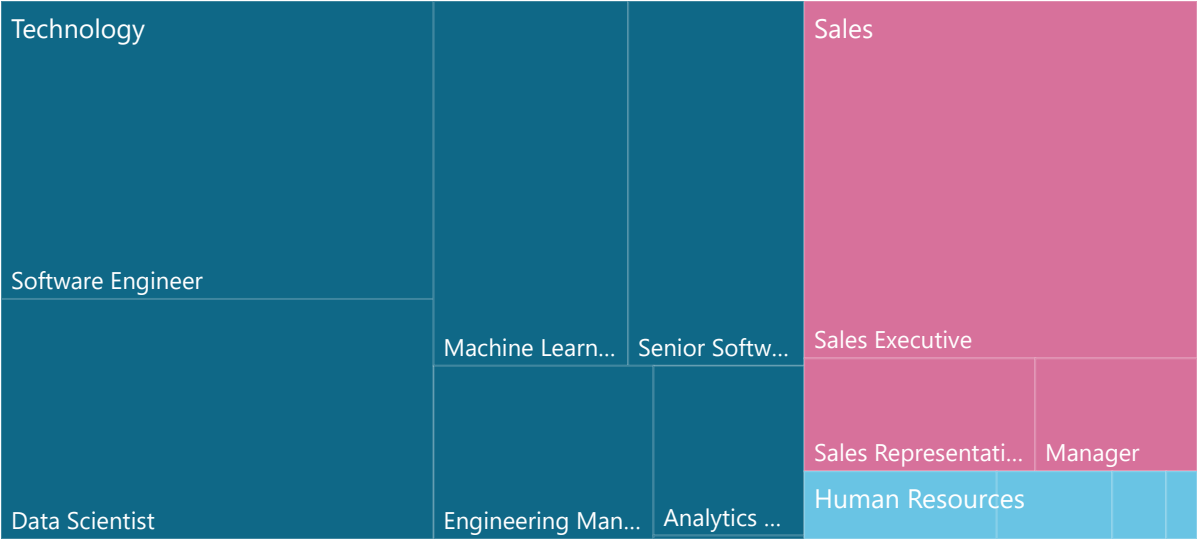 Technology
Software Engineer
Data Scientist
Machine Learn...
Senior Softw...
Engineering Man...
Analytics ...
Sales
Sales Executive
Sales Representati...
Manager
Human Resources